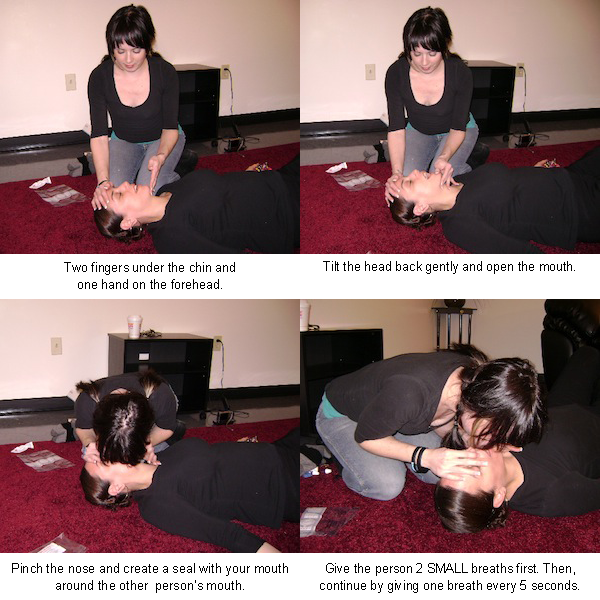 Two fingers under the chin and
one hand on the forehead.
Tilt the head back gently and open the mouth.
Pinch the nose and create a seal with your mouth
around the other person's mouth.
Give the person 2 SMALL breaths first. Then,
continue by giving one breath every 5 seconds.